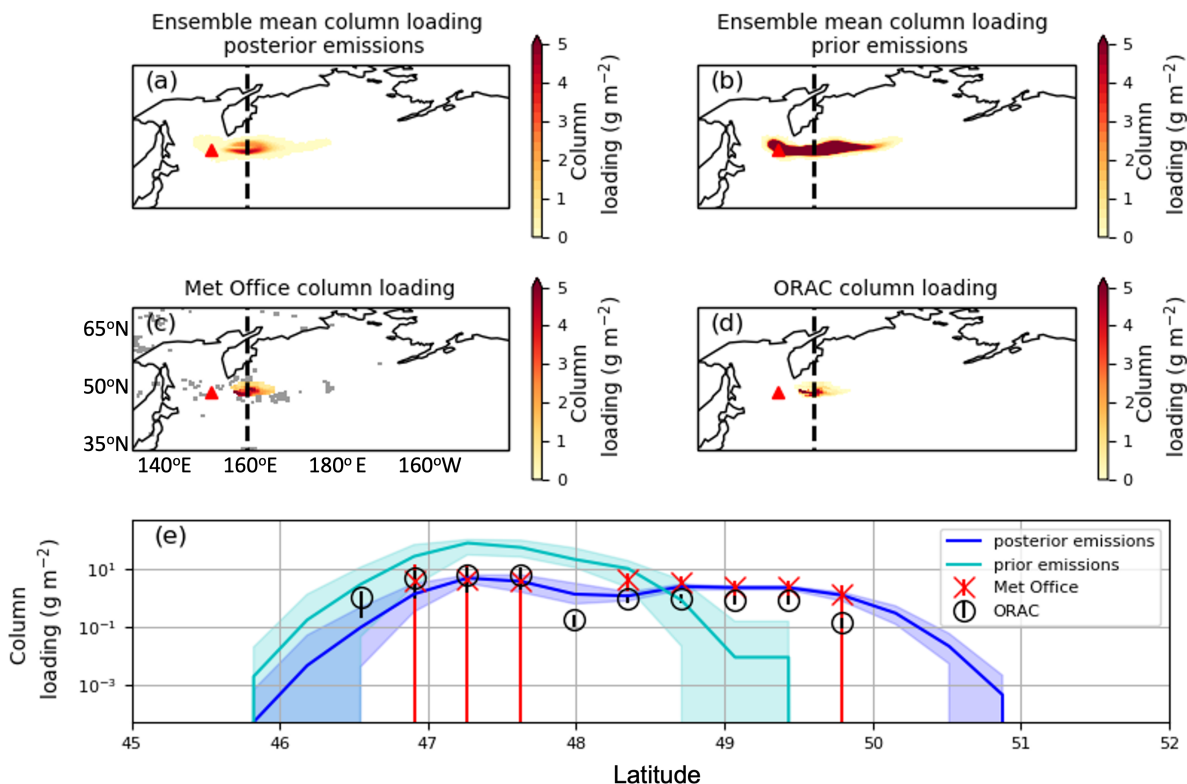 Ensemble mean column loading
posterior emissions
(a)
5
4
3
2
1
0
Column
loading (g m⁻²)
Ensemble mean column loading
prior emissions
(b)
5
4
3
2
1
0
Column
loading (g m⁻²)
Met Office column loading
(c)
65°N
50°N
35°N
140°E 160°E 180°E 160°W
5
4
3
2
1
0
Column
loading (g m⁻²)
ORAC column loading
(d)
5
4
3
2
1
0
Column
loading (g m⁻²)
(e)
Column
loading (g m⁻²)
10¹
10⁻¹
10⁻³
posterior emissions
prior emissions
Met Office
ORAC
45 46 47 48 49 50 51 52
Latitude